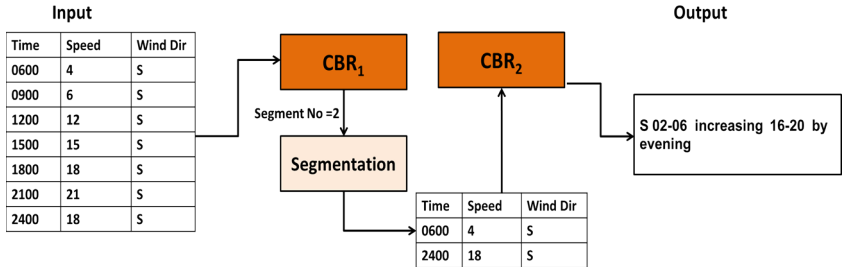 Input
Output
Time Speed Wind Dir
0600 4 S
0900 6 S
1200 12 S
1500 15 S
1800 18 S
2100 21 S
2400 18 S
CBR1
Segment No =2
Segmentation
Time Speed Wind Dir
0600 4 S
2400 18 S
CBR2
S 02-06 increasing 16-20 by
evening